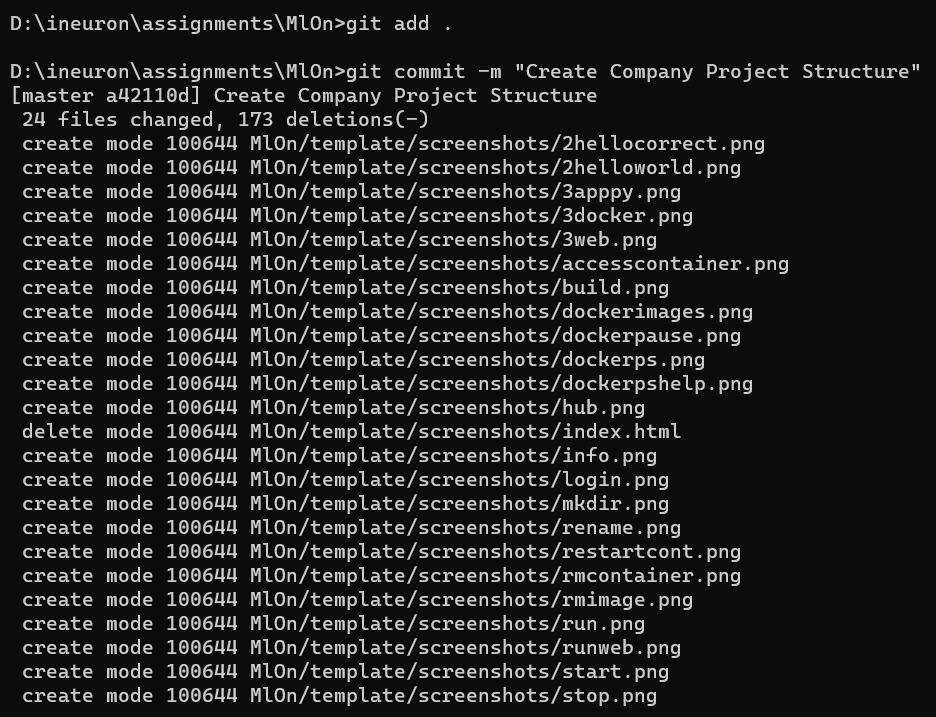 D:\ineuron\assignments\MlOn>git add .
D:\ineuron\assignments\MlOn>git commit -m "Create Company Project Structure"
[master a42110d] Create Company Project Structure
 24 files changed, 173 deletions(-)
 create mode 100644 MlOn/template/screenshots/2hellocorrect.png
 create mode 100644 MlOn/template/screenshots/2helloworld.png
 create mode 100644 MlOn/template/screenshots/3apppy.png
 create mode 100644 MlOn/template/screenshots/3docker.png
 create mode 100644 MlOn/template/screenshots/3web.png
 create mode 100644 MlOn/template/screenshots/accesscontainer.png
 create mode 100644 MlOn/template/screenshots/build.png
 create mode 100644 MlOn/template/screenshots/dockerimages.png
 create mode 100644 MlOn/template/screenshots/dockerpause.png
 create mode 100644 MlOn/template/screenshots/dockerps.png
 create mode 100644 MlOn/template/screenshots/dockerpshelp.png
 create mode 100644 MlOn/template/screenshots/hub.png
 delete mode 100644 MlOn/template/screenshots/index.html
 create mode 100644 MlOn/template/screenshots/info.png
 create mode 100644 MlOn/template/screenshots/login.png
 create mode 100644 MlOn/template/screenshots/mkdir.png
 create mode 100644 MlOn/template/screenshots/rename.png
 create mode 100644 MlOn/template/screenshots/restartcont.png
 create mode 100644 MlOn/template/screenshots/rmcontainer.png
 create mode 100644 MlOn/template/screenshots/rmimage.png
 create mode 100644 MlOn/template/screenshots/run.png
 create mode 100644 MlOn/template/screenshots/runweb.png
 create mode 100644 MlOn/template/screenshots/start.png
 create mode 100644 MlOn/template/screenshots/stop.png